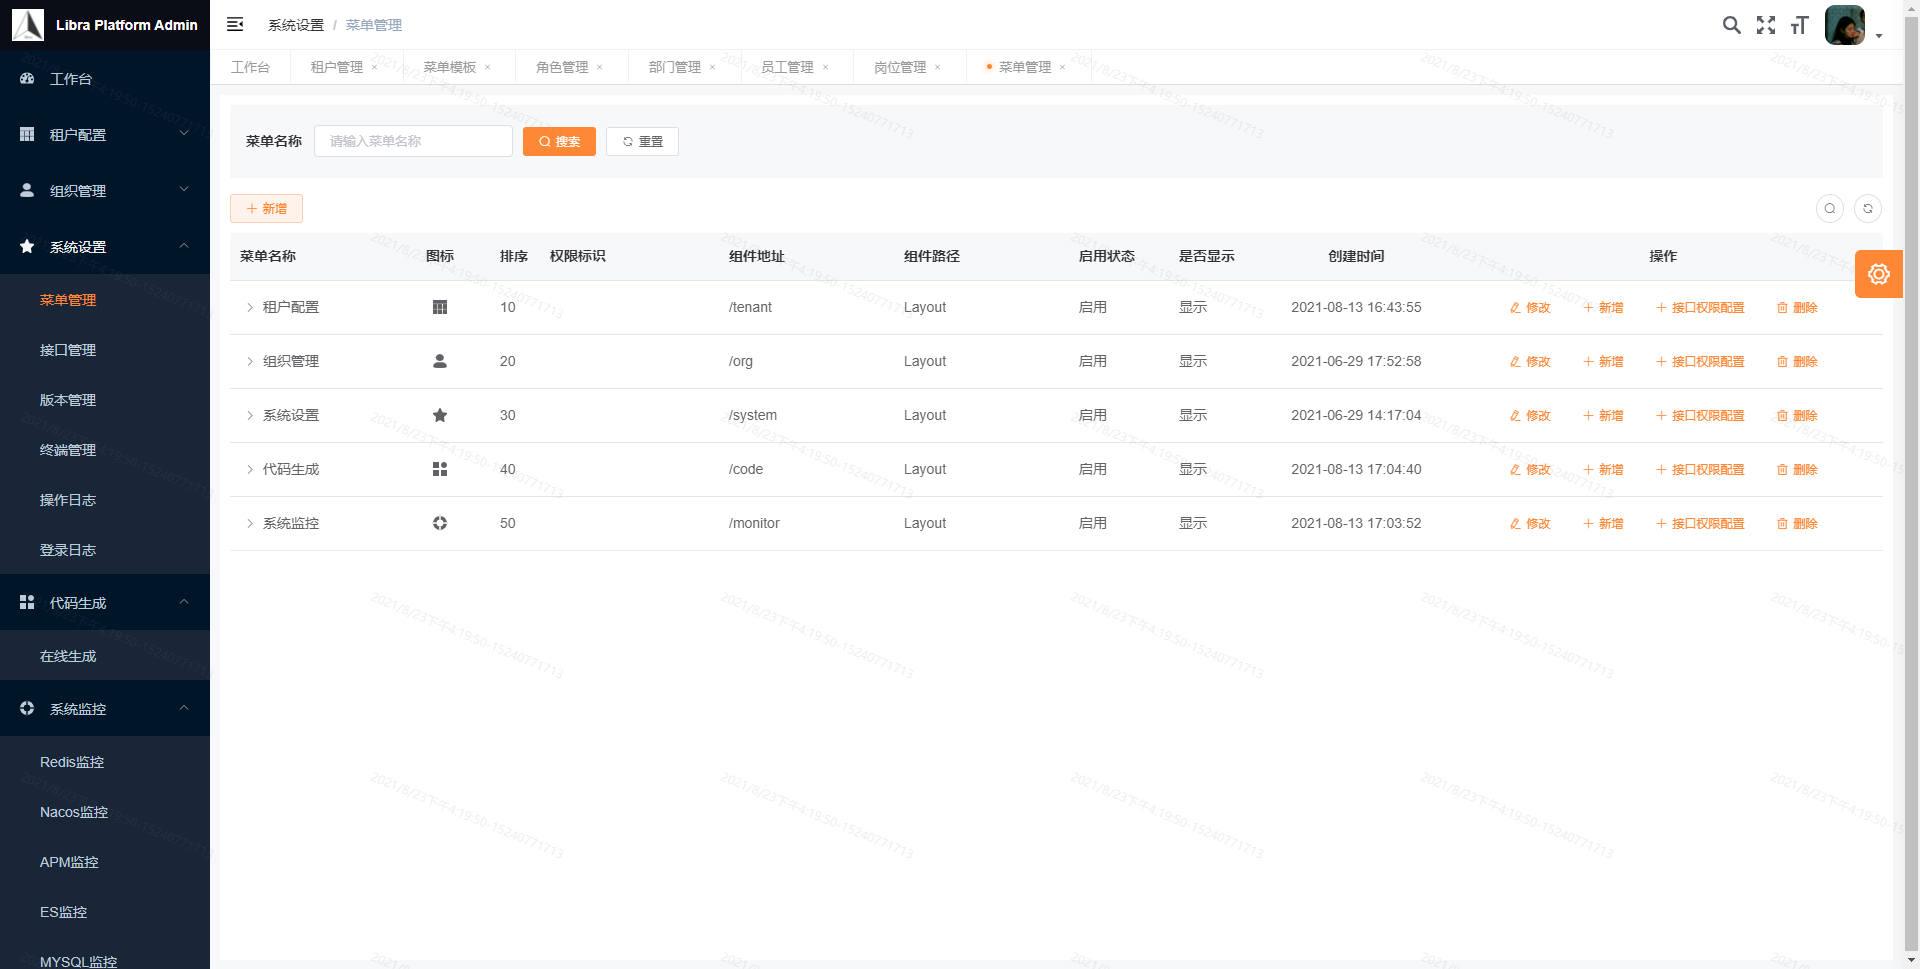 Libra Platform Admin
系统设置 / 菜单管理
工作台
租户管理 ×
菜单模板 ×
角色管理 ×
部门管理 ×
员工管理 ×
岗位管理 ×
菜单管理 ×
工作台
租户配置
组织管理
系统设置
菜单管理
接口管理
版本管理
终端管理
操作日志
登录日志
代码生成
在线生成
系统监控
Redis监控
Nacos监控
APM监控
ES监控
MYSQL监控
菜单名称 请输入菜单名称 搜索 重置
+ 新增
菜单名称 图标 排序 权限标识 组件地址 组件路径 启用状态 是否显示 创建时间 操作
租户配置 10 /tenant Layout 启用 显示 2021-08-13 16:43:55 修改 + 新增 + 接口权限配置 删除
组织管理 20 /org Layout 启用 显示 2021-06-29 17:52:58 修改 + 新增 + 接口权限配置 删除
系统设置 30 /system Layout 启用 显示 2021-06-29 14:17:04 修改 + 新增 + 接口权限配置 删除
代码生成 40 /code Layout 启用 显示 2021-08-13 17:04:40 修改 + 新增 + 接口权限配置 删除
系统监控 50 /monitor Layout 启用 显示 2021-08-13 17:03:52 修改 + 新增 + 接口权限配置 删除
2021/8/23下午4:19:50-15240771713